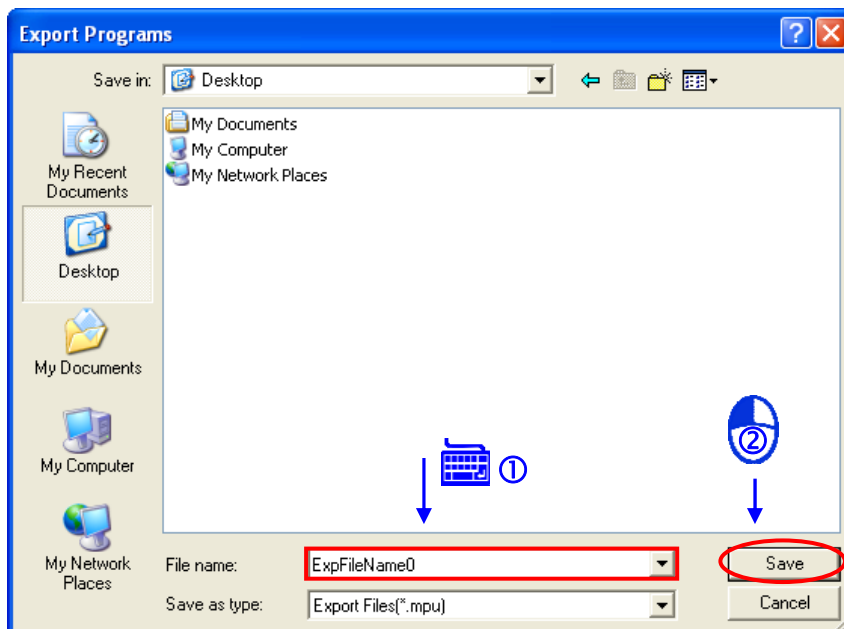 Export Programs
Save in: Desktop
My Documents
My Computer
My Network Places
My Recent
Documents
Desktop
My Documents
My Computer
My Network
Places
①
②
File name: ExpFileName0
Save
Save as type: Export Files(*.mpu)
Cancel